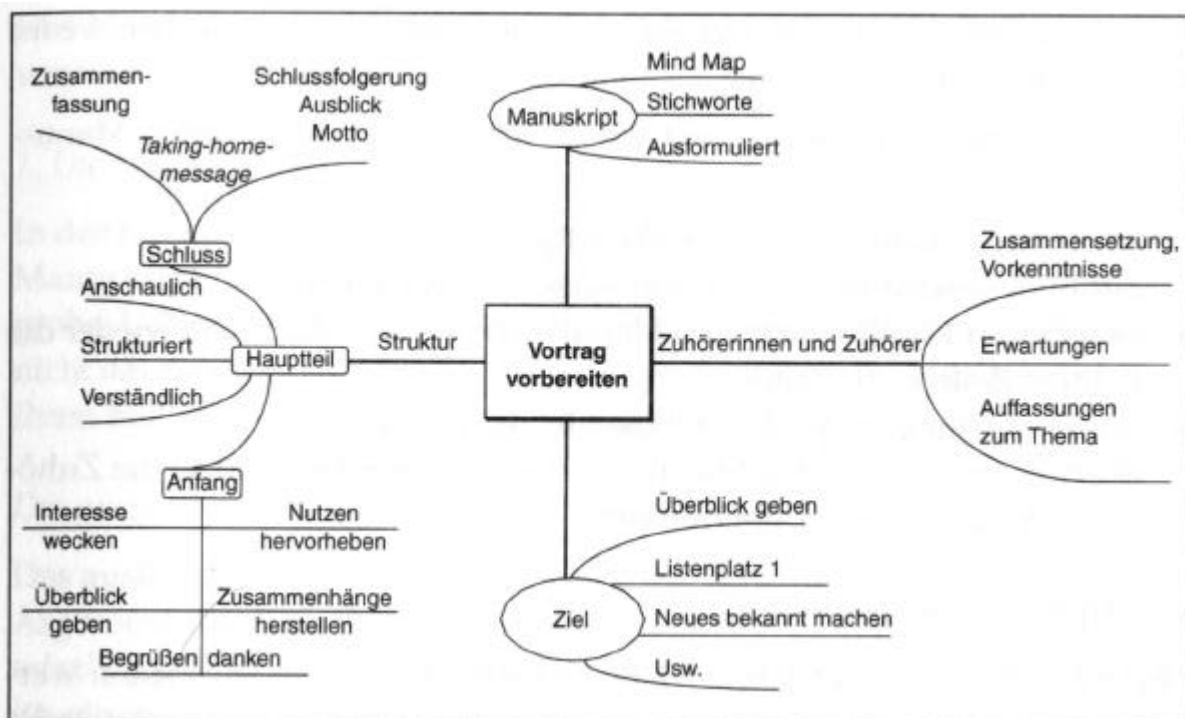 Zusammen-
fassung
Schlussfolgerung
Ausblick
Motto
Taking-home-
message
Schluss
Anschaulich
Strukturiert
Verständlich
Hauptteil
Struktur
Anfang
Interesse
wecken
Nutzen
hervorheben
Überblick
geben
Zusammenhänge
herstellen
Begrüßen danken
Vortrag
vorbereiten
Manuskript
Mind Map
Stichworte
Ausformuliert
Zuhörerinnen und Zuhörer
Zusammensetzung,
Vorkenntnisse
Erwartungen
Auffassungen
zum Thema
Ziel
Überblick geben
Listenplatz 1
Neues bekannt machen
Usw.